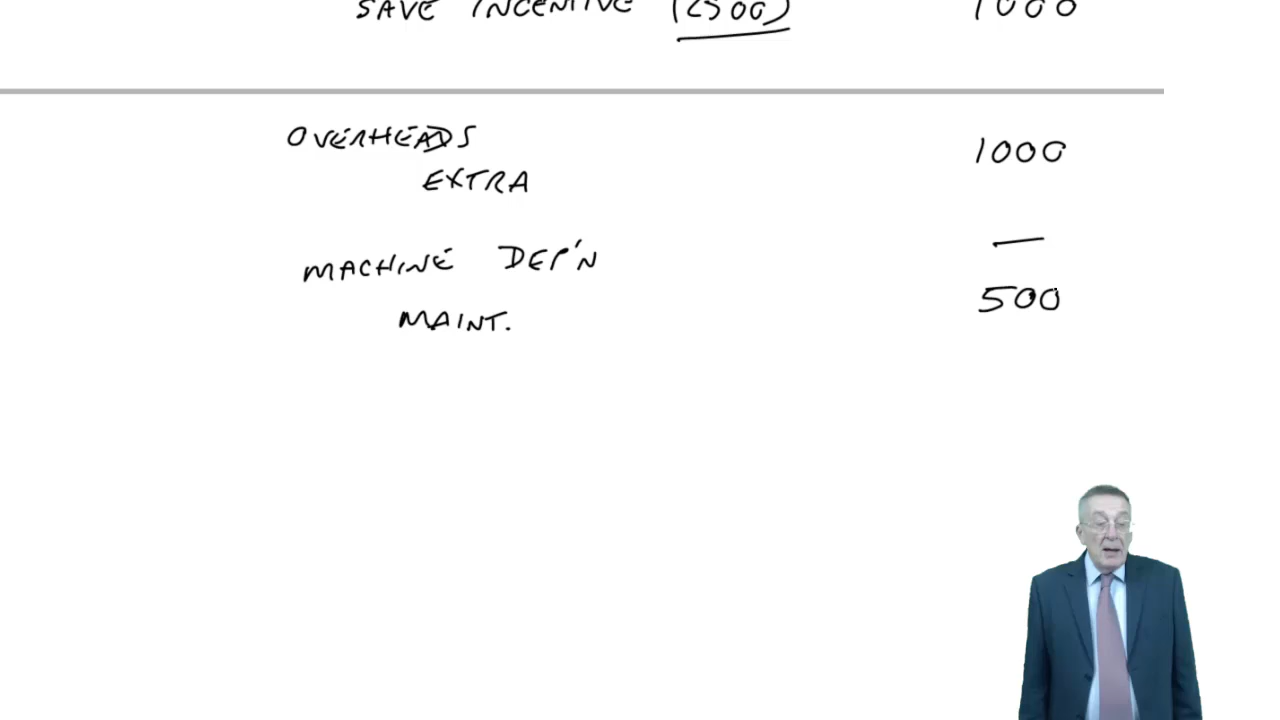 SAVE INCENTIVE (2500) 1000
OVERHEADS
EXTRA 1000
MACHINE DEP'N —
MAINT. 500